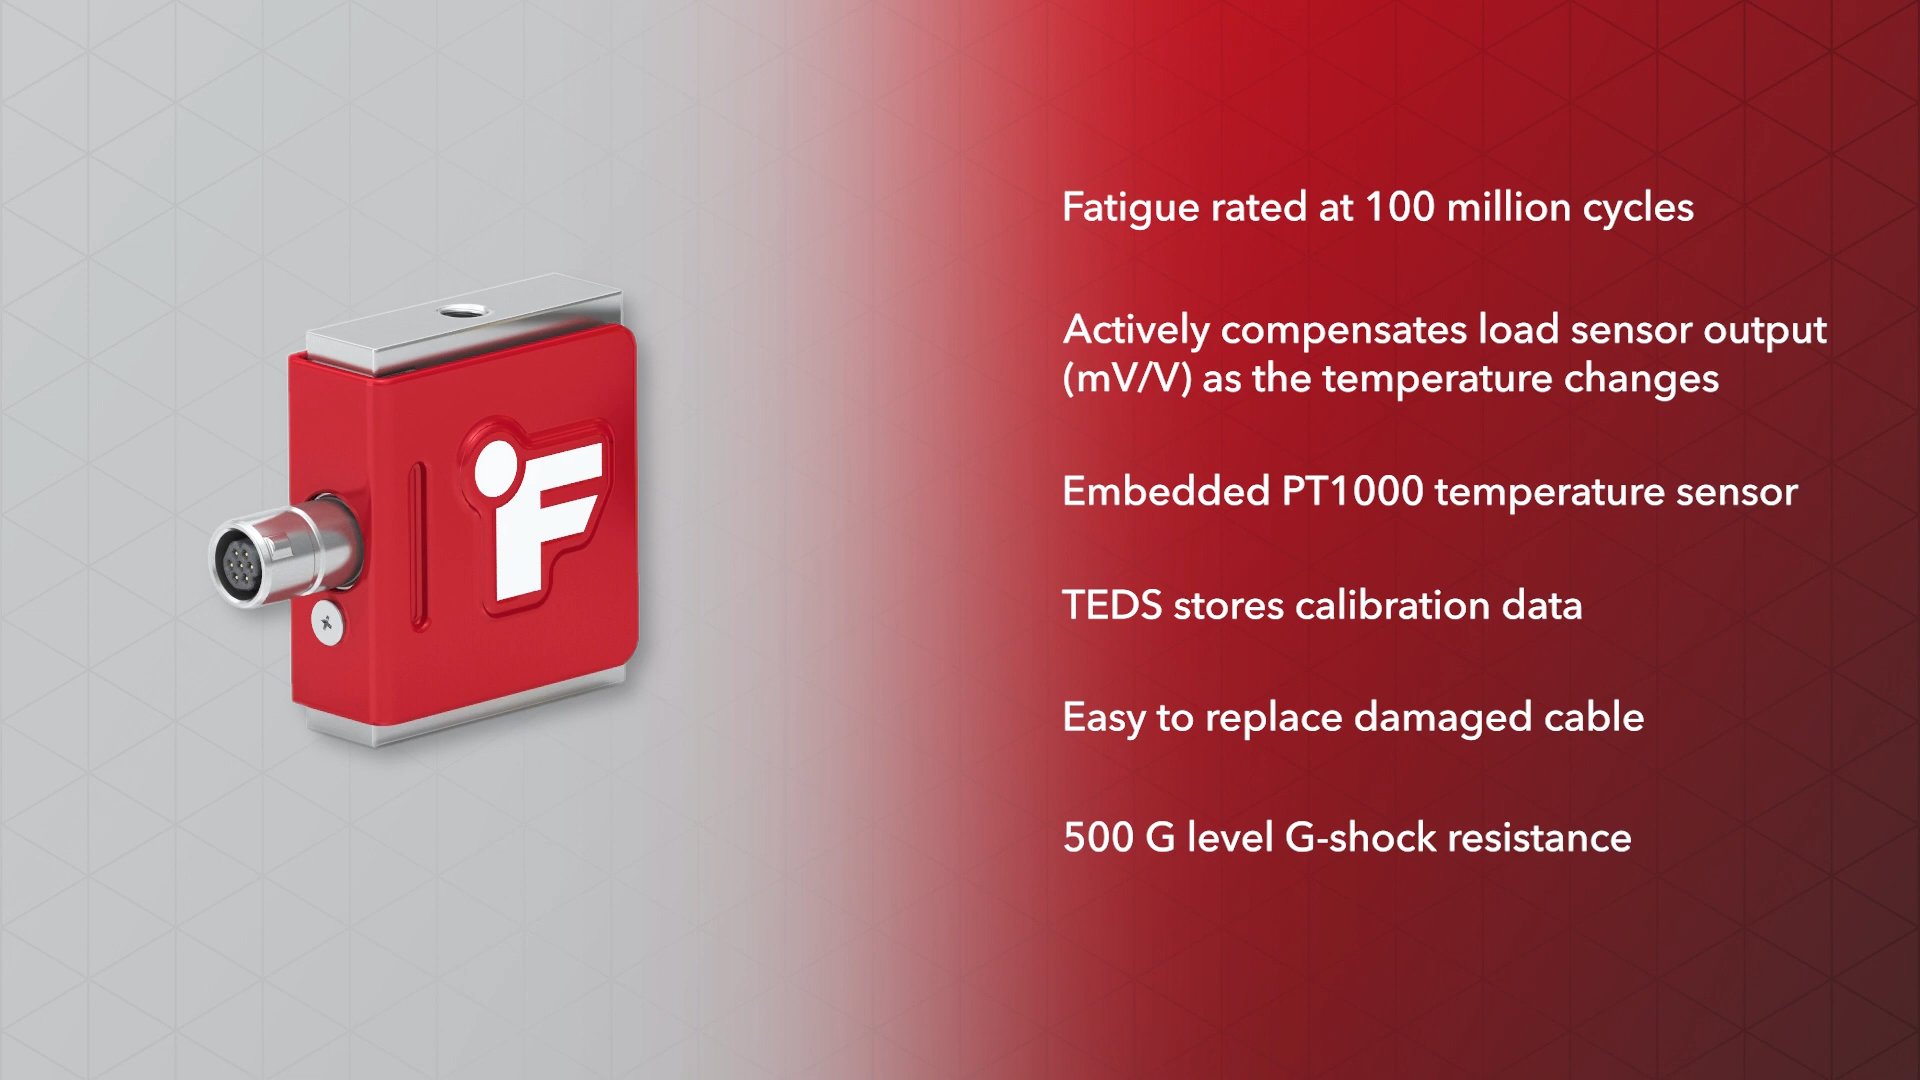 Fatigue rated at 100 million cycles
Actively compensates load sensor output
(mV/V) as the temperature changes
Embedded PT1000 temperature sensor
TEDS stores calibration data
Easy to replace damaged cable
500 G level G-shock resistance
iF